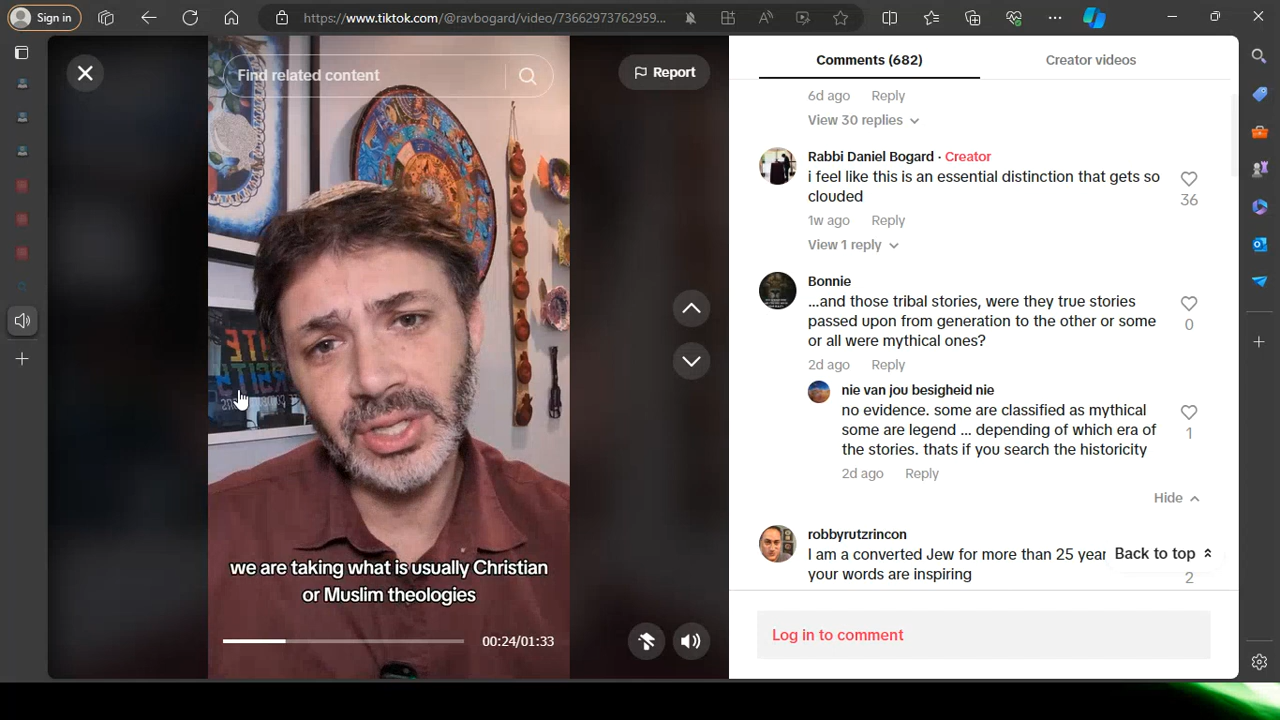 Sign in
https://www.tiktok.com/@ravbogard/video/73662973762959...
Find related content
Report
we are taking what is usually Christian
or Muslim theologies
00:24/01:33
Comments (682)
Creator videos
6d ago Reply
View 30 replies
Rabbi Daniel Bogard · Creator
i feel like this is an essential distinction that gets so
clouded
36
1w ago Reply
View 1 reply
Bonnie
...and those tribal stories, were they true stories
passed upon from generation to the other or some
or all were mythical ones?
0
2d ago Reply
nie van jou besigheid nie
no evidence. some are classified as mythical
some are legend ... depending of which era of
the stories. thats if you search the historicity
1
2d ago Reply
Hide
robbyrutzrincon
I am a converted Jew for more than 25 year
your words are inspiring
2
Back to top
Log in to comment